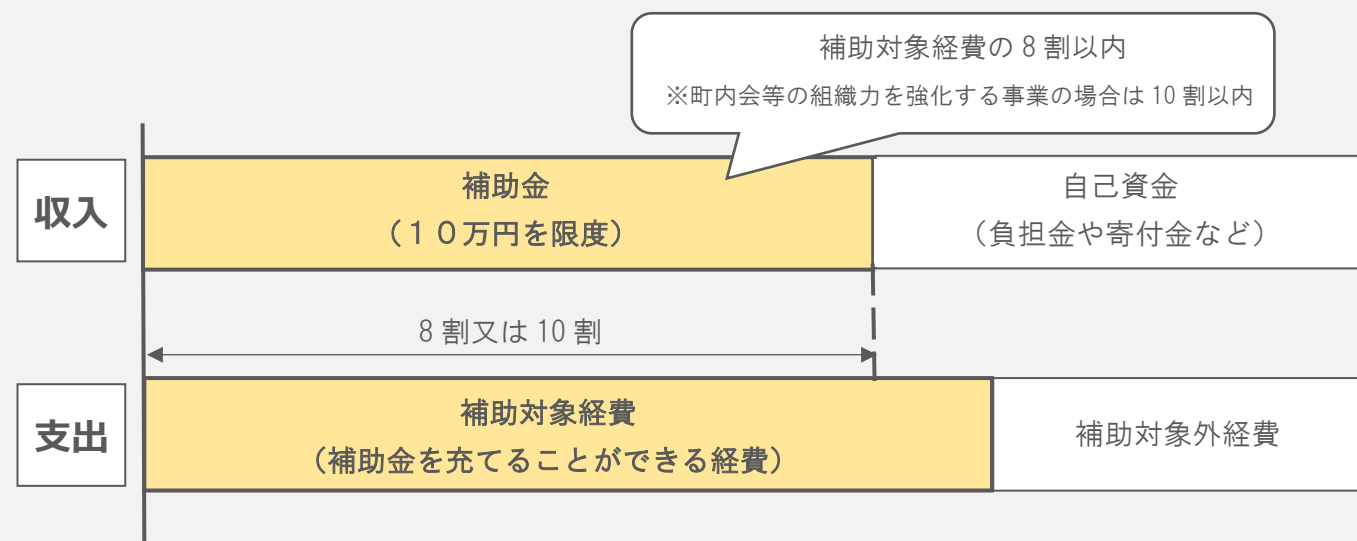 補助対象経費の 8 割以内
※町内会等の組織力を強化する事業の場合は 10 割以内
収入
補助金
（１０万円を限度）
自己資金
（負担金や寄付金など）
8 割又は 10 割
支出
補助対象経費
（補助金を充てることができる経費）
補助対象外経費